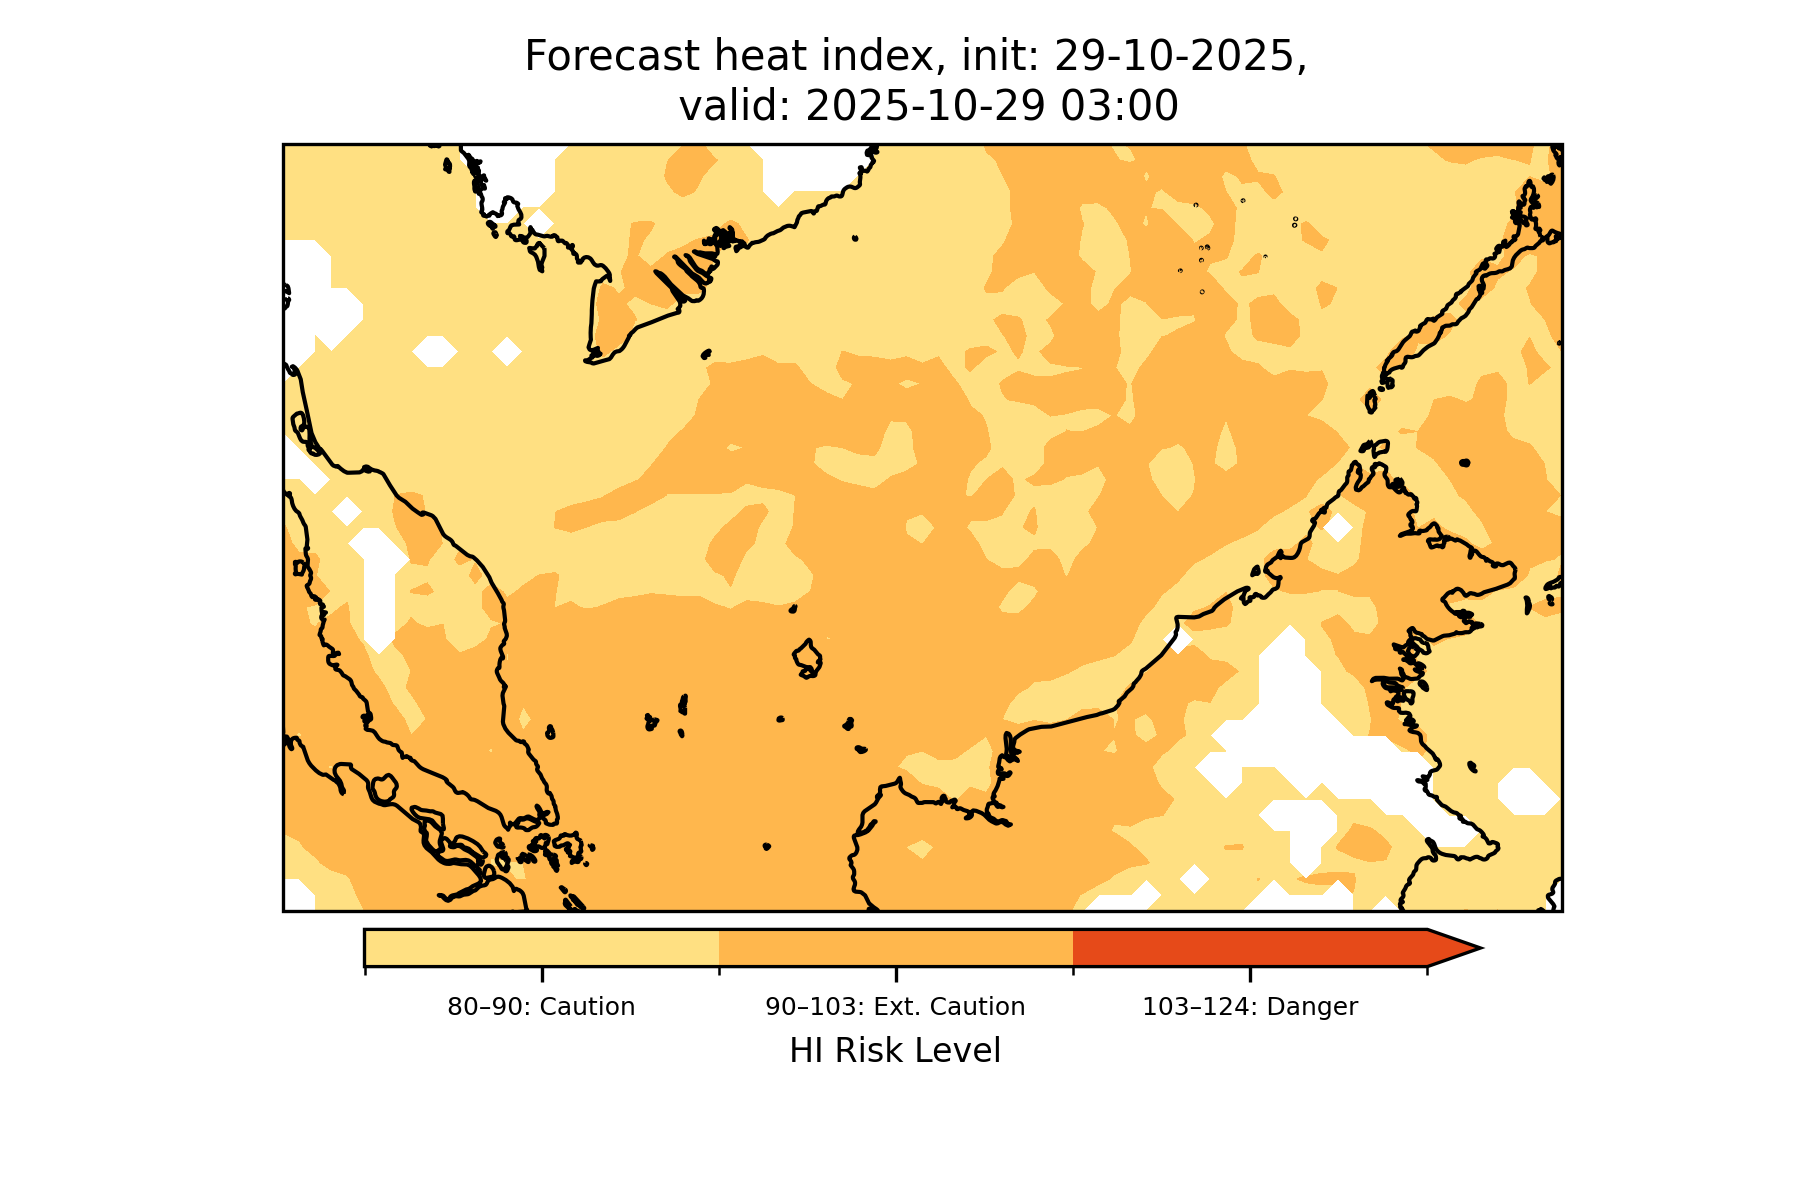 Forecast heat index, init: 29-10-2025,
valid: 2025-10-29 03:00
80–90: Caution
90–103: Ext. Caution
103–124: Danger
HI Risk Level